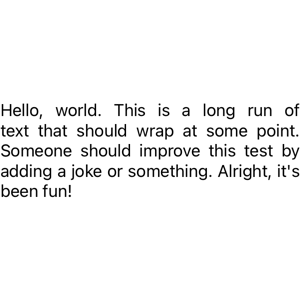 Hello, world. This is a long run of
text that should wrap at some point.
Someone should improve this test by
adding a joke or something. Alright, it's
been fun!